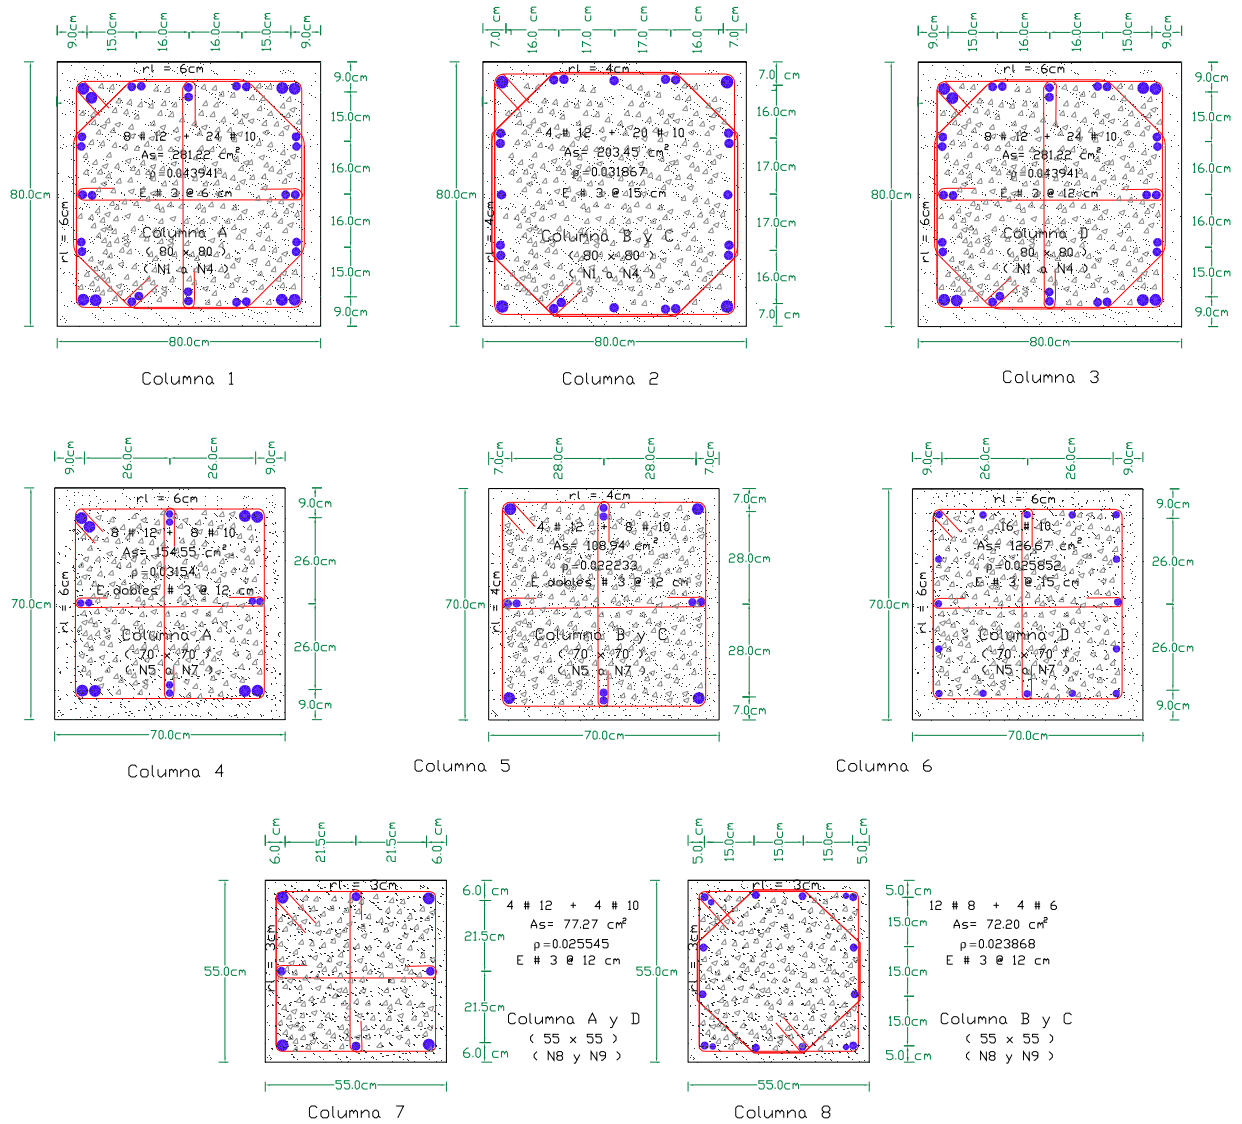 9.0cm 15.0cm 16.0cm 16.0cm 15.0cm 9.0cm
rl = 6cm
8 # 12 + 24 # 10
As= 281.22 cm²
ρ=0.043941
E # 3 @ 6 cm
Columna A
( 80 x 80 )
( N1 a N4 )
rl = 6cm
80.0cm
9.0cm
15.0cm
16.0cm
16.0cm
15.0cm
9.0cm
80.0cm
Columna 1
7.0 cm 16.0cm 17.0cm 17.0cm 16.0cm 7.0 cm
rl = 4cm
4 # 12 + 20 # 10
As= 203.45 cm²
ρ=0.031867
E # 3 @ 15 cm
Columna B y C
( 80 x 80 )
( N1 a N4 )
rl = 4cm
80.0cm
7.0 cm
16.0cm
17.0cm
17.0cm
16.0cm
7.0 cm
80.0cm
Columna 2
9.0cm 15.0cm 16.0cm 16.0cm 15.0cm 9.0cm
rl = 6cm
8 # 12 + 24 # 10
As= 281.22 cm²
ρ=0.043941
E # 3 @ 12 cm
Columna D
( 80 x 80 )
( N1 a N4 )
rl = 6cm
80.0cm
9.0cm
15.0cm
16.0cm
16.0cm
15.0cm
9.0cm
80.0cm
Columna 3
9.0cm 26.0cm 26.0cm 9.0cm
rl = 6cm
8 # 12 + 8 # 10
As= 154.55 cm²
ρ=0.03154
E dobles # 3 @ 12 cm
Columna A
( 70 x 70 )
( N5 a N7 )
rl = 6cm
70.0cm
9.0cm
26.0cm
26.0cm
9.0cm
70.0cm
Columna 4
7.0cm 28.0cm 28.0cm 7.0cm
rl = 4cm
4 # 12 + 8 # 10
As= 108.94 cm²
ρ=0.022233
E dobles # 3 @ 12 cm
Columna B y C
( 70 x 70 )
( N5 a N7 )
rl = 4cm
70.0cm
7.0cm
28.0cm
28.0cm
7.0cm
70.0cm
Columna 5
9.0cm 26.0cm 26.0cm 9.0cm
rl = 6cm
16 # 10
As= 126.67 cm²
ρ=0.025852
E # 3 @ 15 cm
Columna D
( 70 x 70 )
( N5 a N7 )
rl = 6cm
70.0cm
9.0cm
26.0cm
26.0cm
9.0cm
70.0cm
Columna 6
6.0 cm 21.5cm 21.5cm 6.0 cm
rl = 3cm
rl = 3cm
55.0cm
6.0 cm
21.5cm
21.5cm
6.0 cm
4 # 12 + 4 # 10
As= 77.27 cm²
ρ=0.025545
E # 3 @ 12 cm
Columna A y D
( 55 x 55 )
( N8 y N9 )
55.0cm
Columna 7
5.0 cm 15.0cm 15.0cm 15.0cm 5.0 cm
rl = 3cm
rl = 3cm
55.0cm
5.0 cm
15.0cm
15.0cm
15.0cm
5.0 cm
12 # 8 + 4 # 6
As= 72.20 cm²
ρ=0.023868
E # 3 @ 12 cm
Columna B y C
( 55 x 55 )
( N8 y N9 )
55.0cm
Columna 8